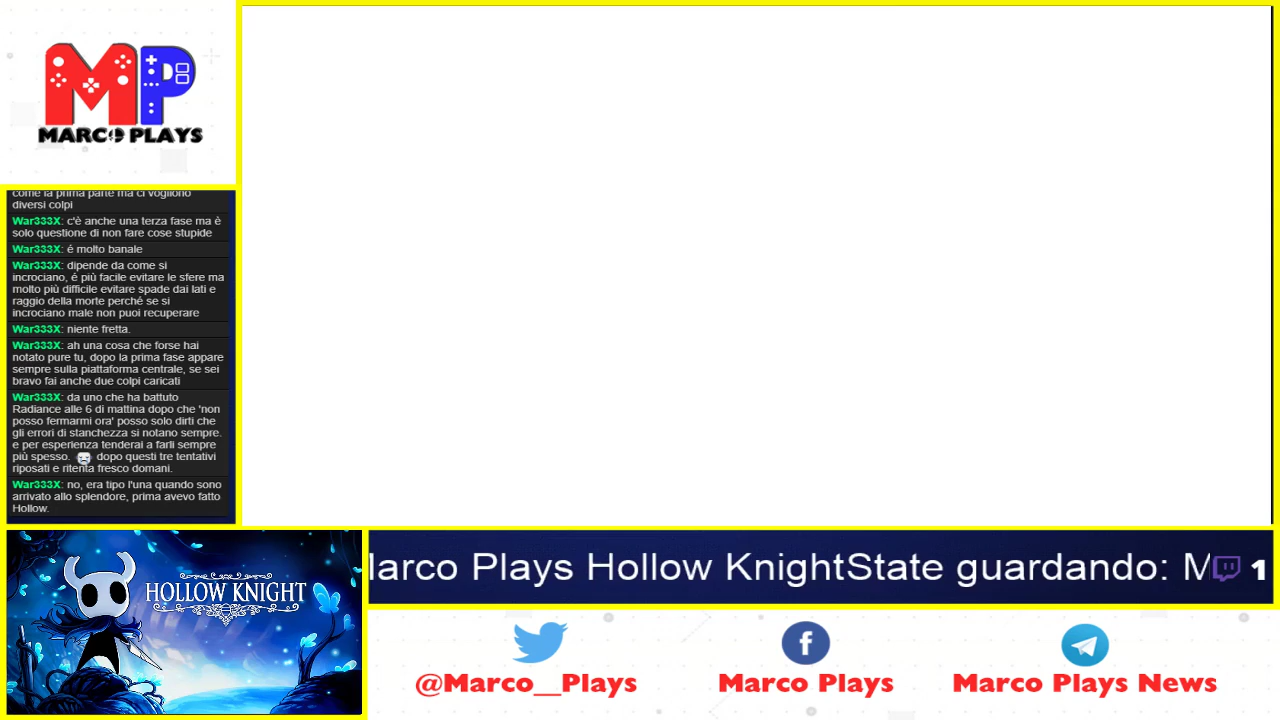 MP
MARCO PLAYS
come la prima parte ma ci vogliono
diversi colpi
War333X: c'è anche una terza fase ma è
solo questione di non fare cose stupide
War333X: é molto banale
War333X: dipende da come si
incrociano, é più facile evitare le sfere ma
molto più difficile evitare spade dai lati e
raggio della morte perché se si
incrociano male non puoi recuperare
War333X: niente fretta.
War333X: ah una cosa che forse hai
notato pure tu, dopo la prima fase appare
sempre sulla piattaforma centrale, se sei
bravo fai anche due colpi caricati
War333X: da uno che ha battuto
Radiance alle 6 di mattina dopo che 'non
posso fermarmi ora' posso solo dirti che
gli errori di stanchezza si notano sempre.
e per esperienza tenderai a farli sempre
più spesso. dopo questi tre tentativi
riposati e ritenta fresco domani.
War333X: no, era tipo l'una quando sono
arrivato allo splendore, prima avevo fatto
Hollow.
HOLLOW KNIGHT
Marco Plays Hollow KnightState guardando: M 1
@Marco__Plays
Marco Plays
Marco Plays News